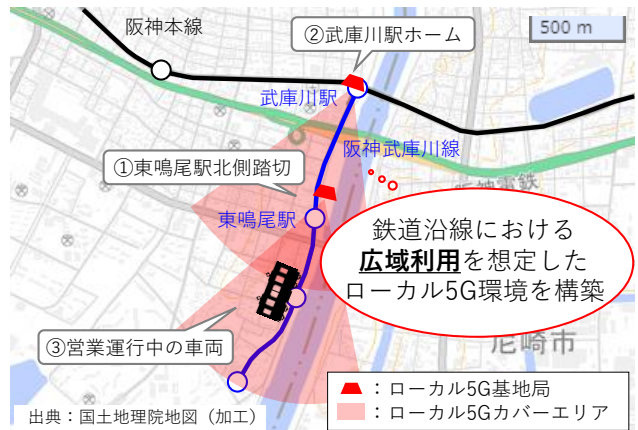 阪神本線
②武庫川駅ホーム
500 m
武庫川駅
阪神武庫川線
①東鳴尾駅北側踏切
阪神電鉄
東鳴尾駅
鉄道沿線における
広域利用を想定した
ローカル5G環境を構築
③営業運行中の車両
尼崎市
:ローカル5G基地局
:ローカル5Gカバーエリア
出典：国土地理院地図（加工）